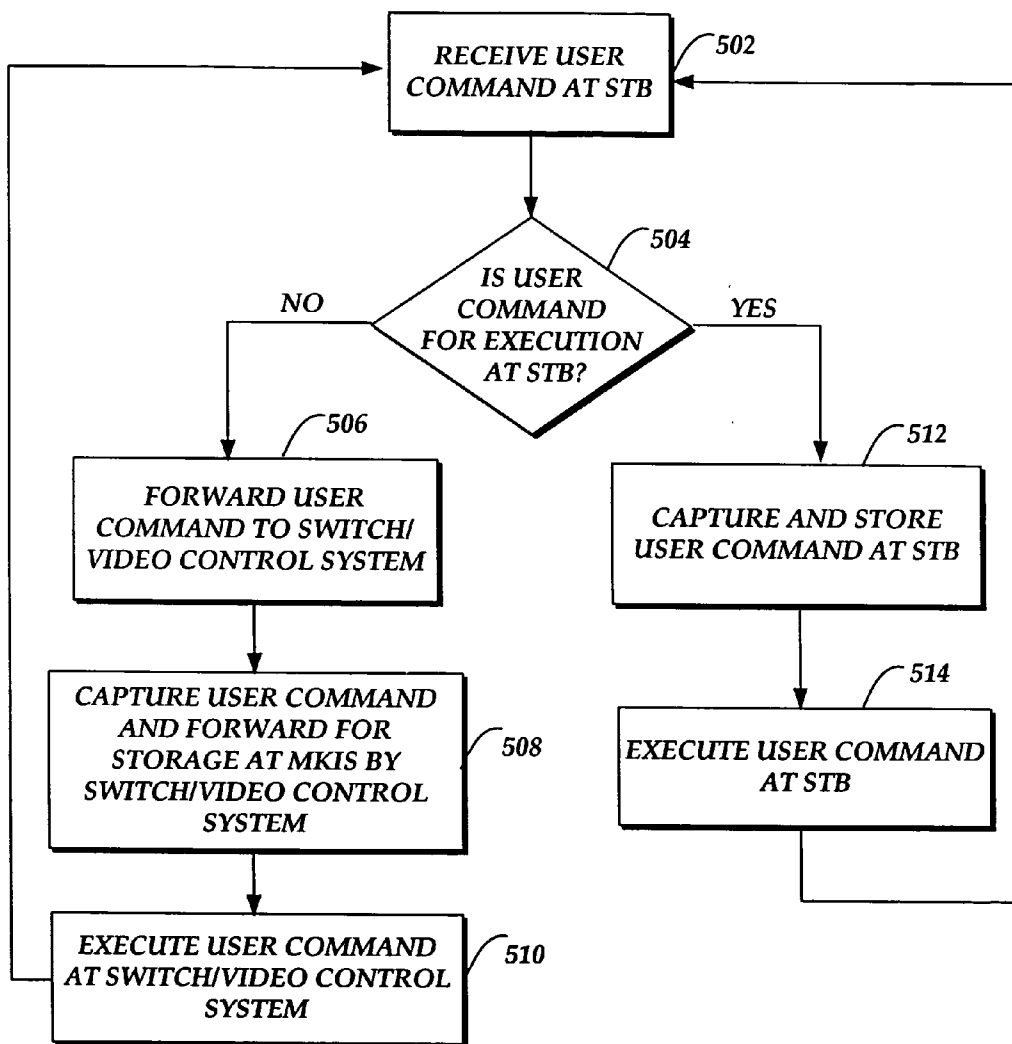 RECEIVE USER
COMMAND AT STB
502
IS USER
COMMAND
FOR EXECUTION
AT STB?
504
NO
YES
506
FORWARD USER
COMMAND TO SWITCH/
VIDEO CONTROL SYSTEM
512
CAPTURE AND STORE
USER COMMAND AT STB
CAPTURE USER COMMAND
AND FORWARD FOR
STORAGE AT MKIS BY
SWITCH/VIDEO CONTROL
SYSTEM
508
514
EXECUTE USER COMMAND
AT STB
EXECUTE USER COMMAND
AT SWITCH/VIDEO CONTROL
SYSTEM
510